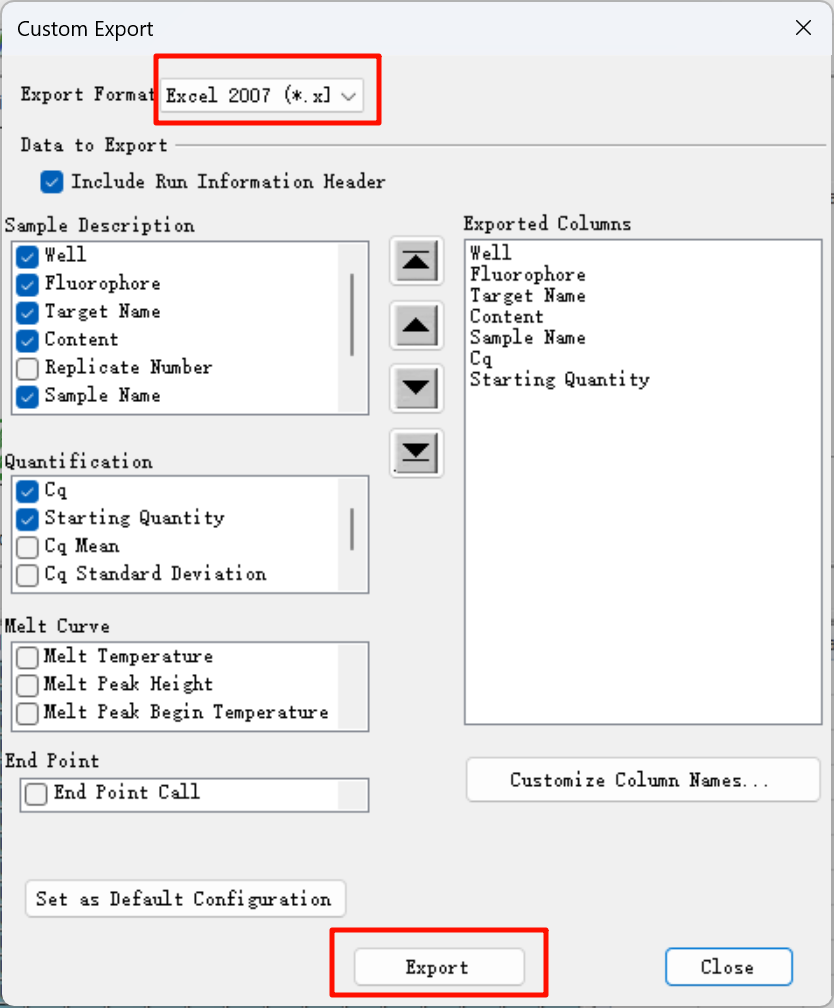 Custom Export
Export Format
Excel 2007 (*.xl
Data to Export
Include Run Information Header
Sample Description
Well
Fluorophore
Target Name
Content
Replicate Number
Sample Name
Quantification
Cq
Starting Quantity
Cq Mean
Cq Standard Deviation
Melt Curve
Melt Temperature
Melt Peak Height
Melt Peak Begin Temperature
End Point
End Point Call
Exported Columns
Well
Fluorophore
Target Name
Content
Sample Name
Cq
Starting Quantity
Customize Column Names...
Set as Default Configuration
Export
Close